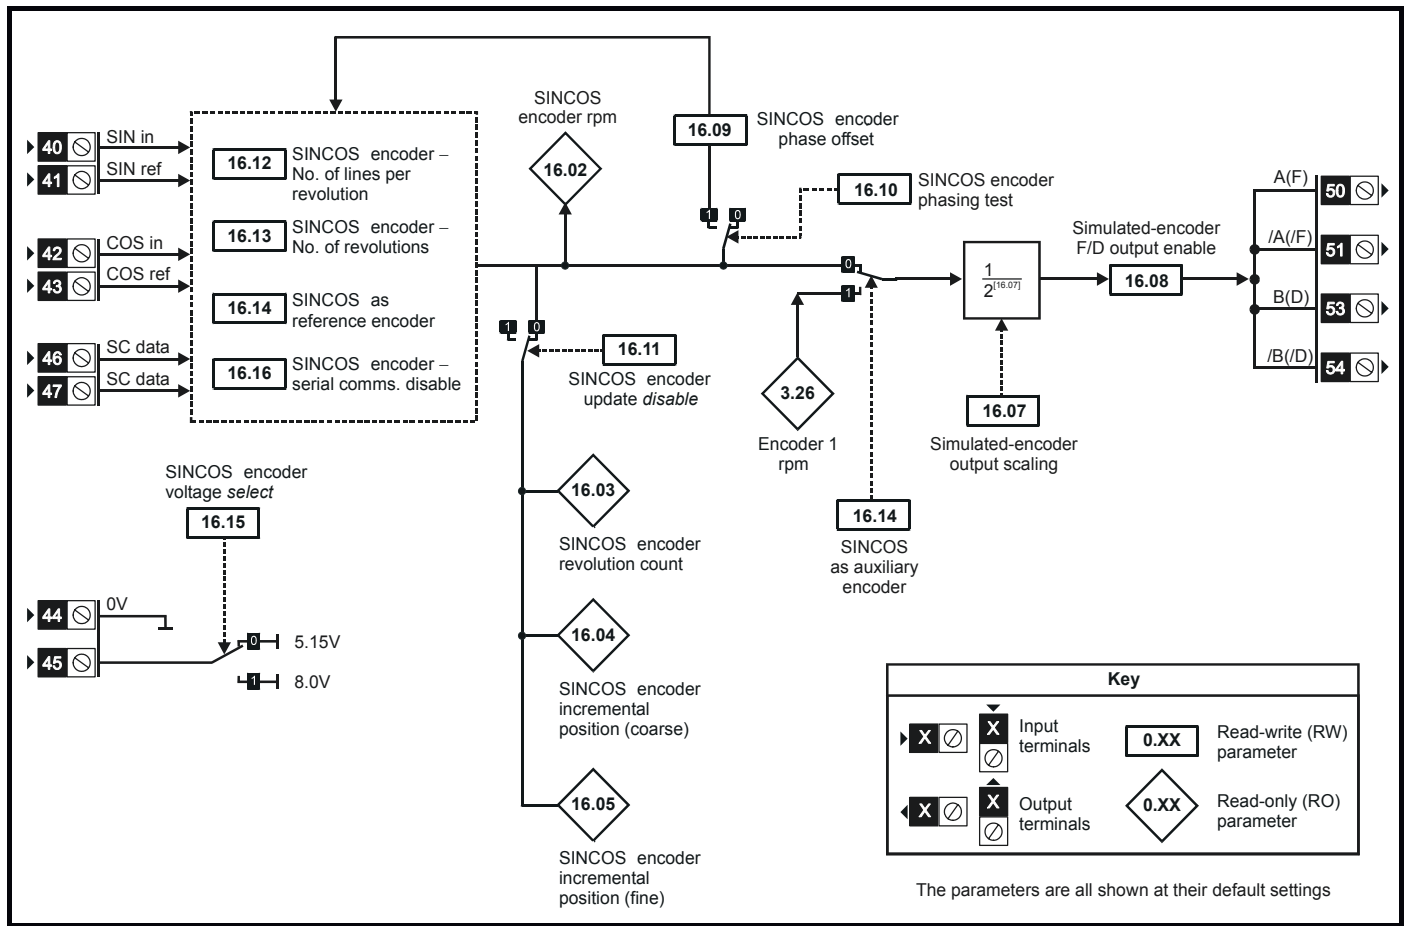 SINCOS
encoder rpm
16.02
16.09
SINCOS encoder
phase offset
40
SIN in
41
SIN ref
42
COS in
43
COS ref
46
SC data
47
SC data
16.12
SINCOS encoder –
No. of lines per
revolution
16.13
SINCOS encoder –
No. of revolutions
16.14
SINCOS as
reference encoder
16.16
SINCOS encoder –
serial comms. disable
1 0
16.10
SINCOS encoder
phasing test
1 0
16.11
SINCOS encoder
update disable
0
1
3.26
Encoder 1
rpm
1
2[16.07]
16.07
Simulated-encoder
output scaling
Simulated-encoder
F/D output enable
16.08
A(F)
50
/A(/F)
51
B(D)
53
/B(/D)
54
16.14
SINCOS
as auxiliary
encoder
16.03
SINCOS encoder
revolution count
16.04
SINCOS encoder
incremental
position (coarse)
16.05
SINCOS encoder
incremental
position (fine)
SINCOS encoder
voltage select
16.15
44
0V
45
0
5.15V
1
8.0V
Key
X
X
Input
terminals
0.XX
Read-write (RW)
parameter
X
X
Output
terminals
0.XX
Read-only (RO)
parameter
The parameters are all shown at their default settings